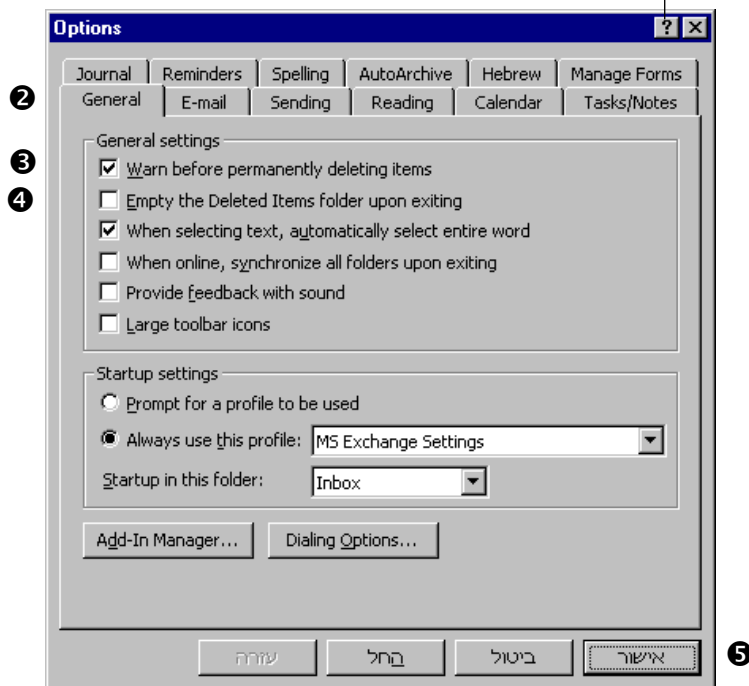 Options ? ×
Journal Reminders Spelling AutoArchive Hebrew Manage Forms
❷ General E-mail Sending Reading Calendar Tasks/Notes
General settings
❸ Warn before permanently deleting items
❹ Empty the Deleted Items folder upon exiting
When selecting text, automatically select entire word
When online, synchronize all folders upon exiting
Provide feedback with sound
Large toolbar icons
Startup settings
Prompt for a profile to be used
Always use this profile: MS Exchange Settings
Startup in this folder: Inbox
Add-In Manager... Dialing Options...
אישור ביטול החל עזרה ❺